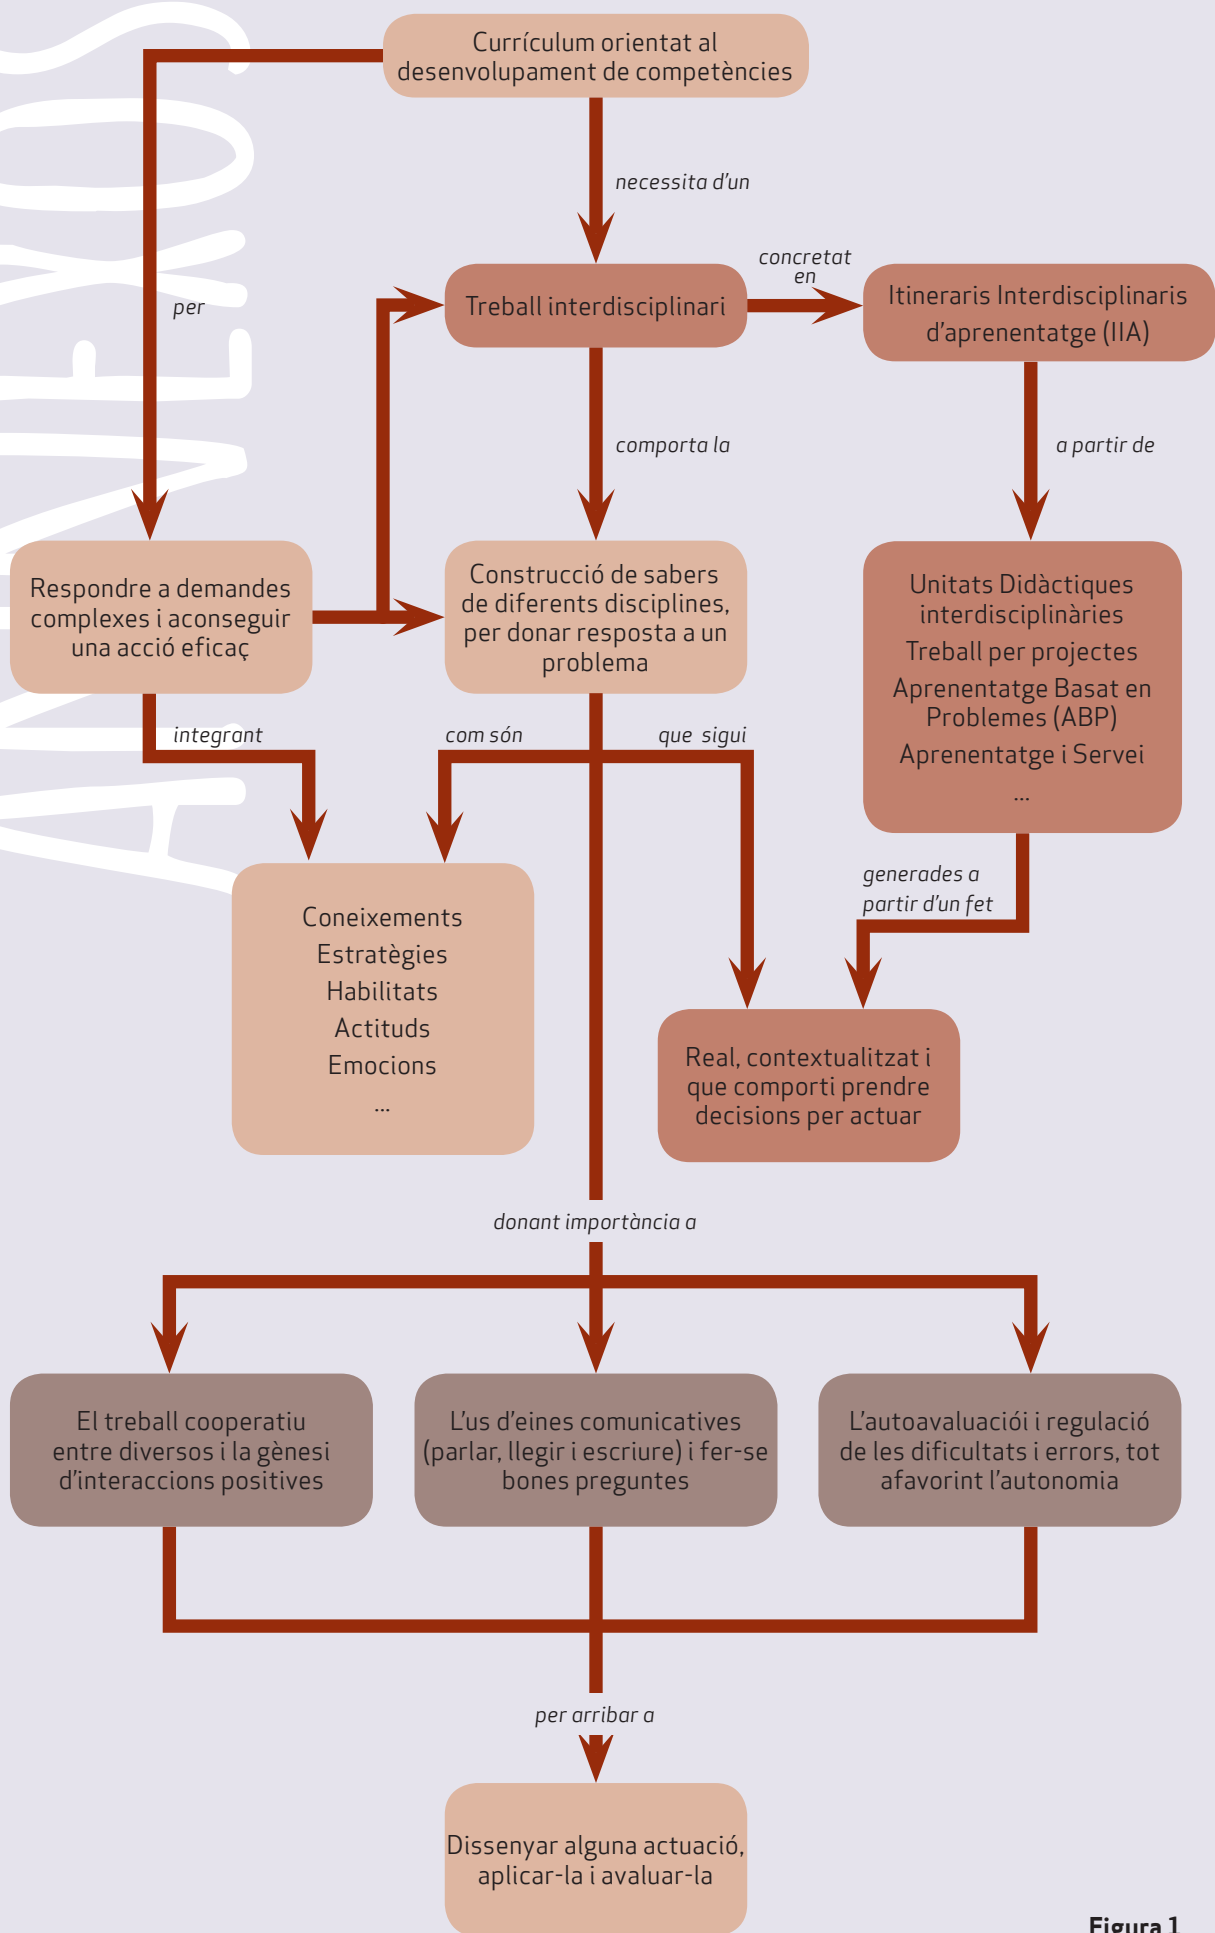 ANNEXOS
Currículum orientat al
desenvolupament de competències
necessita d'un
per
Treball interdisciplinari
concretat
en
Itineraris Interdisciplinaris
d'aprenentatge (IIA)
comporta la
a partir de
Respondre a demandes
complexes i aconseguir
una acció eficaç
Construcció de sabers
de diferents disciplines,
per donar resposta a un
problema
Unitats Didàctiques
interdisciplinàries
Treball per projectes
Aprenentatge Basat en
Problemes (ABP)
Aprenentatge i Servei
...
integrant
com són
que sigui
generades a
partir d'un fet
Coneixements
Estratègies
Habilitats
Actituds
Emocions
...
Real, contextualitzat i
que comporti prendre
decisions per actuar
donant importància a
El treball cooperatiu
entre diversos i la gènesi
d'interaccions positives
L'us d'eines comunicatives
(parlar, llegir i escriure) i fer-se
bones preguntes
L'autoavaluaciói regulació
de les dificultats i errors, tot
afavorint l'autonomia
per arribar a
Dissenyar alguna actuació,
aplicar-la i avaluar-la
Figura 1